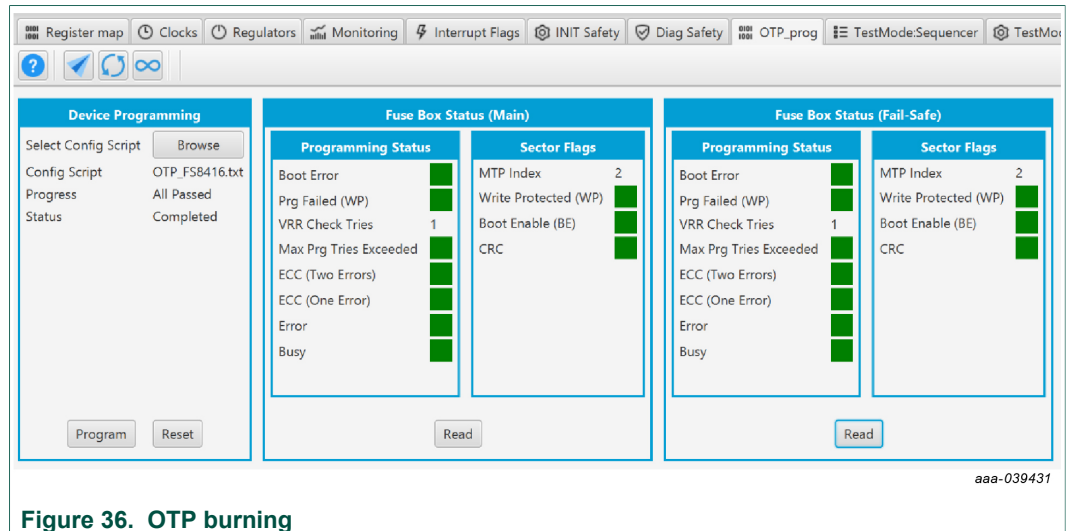 Register map Clocks Regulators Monitoring Interrupt Flags INIT Safety Diag Safety OTP_prog TestMode:Sequencer
Device Programming
Select Config Script Browse
Config Script OTP_FS8416.txt
Progress All Passed
Status Completed
Program Reset
Fuse Box Status (Main)
Programming Status
Boot Error
Prg Failed (WP)
VRR Check Tries 1
Max Prg Tries Exceeded
ECC (Two Errors)
ECC (One Error)
Error
Busy
Sector Flags
MTP Index 2
Write Protected (WP)
Boot Enable (BE)
CRC
Read
Fuse Box Status (Fail-Safe)
Programming Status
Boot Error
Prg Failed (WP)
VRR Check Tries 1
Max Prg Tries Exceeded
ECC (Two Errors)
ECC (One Error)
Error
Busy
Sector Flags
MTP Index 2
Write Protected (WP)
Boot Enable (BE)
CRC
Read
aaa-039431
Figure 36. OTP burning